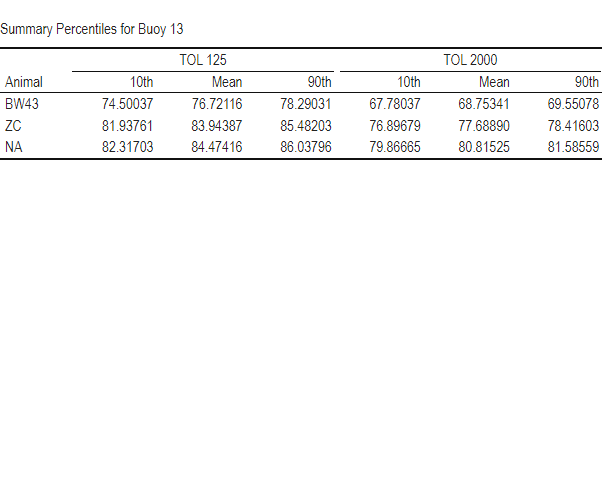 Summary Percentiles for Buoy 13
TOL 125 TOL 2000
Animal 10th Mean 90th 10th Mean 90th
BW43 74.50037 76.72116 78.29031 67.78037 68.75341 69.55078
ZC 81.93761 83.94387 85.48203 76.89679 77.68890 78.41603
NA 82.31703 84.47416 86.03796 79.86665 80.81525 81.58559